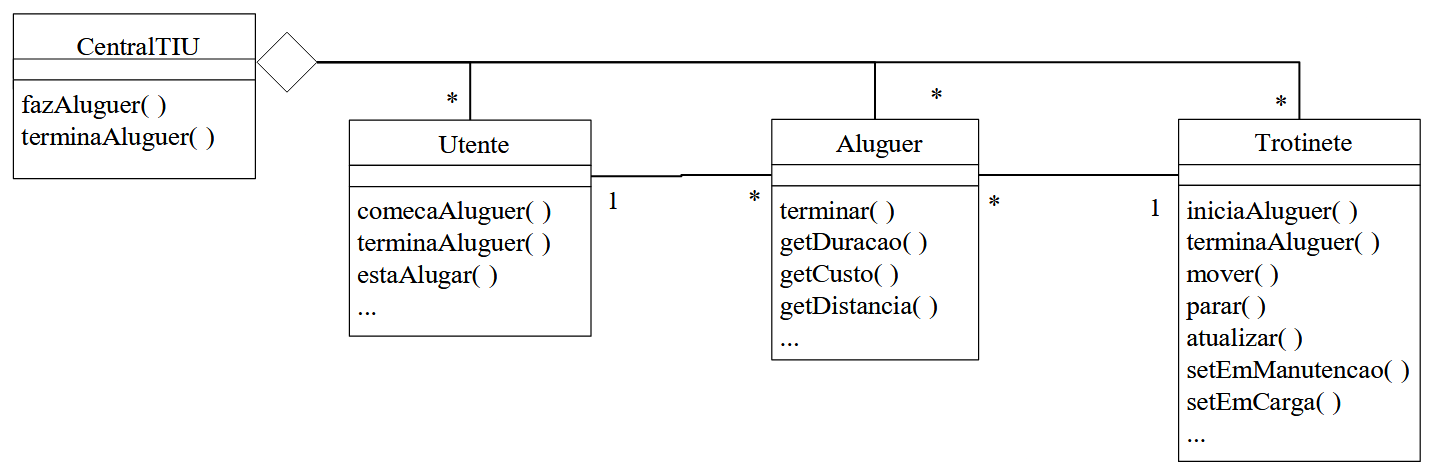 CentralTIU
fazAluguer( )
terminaAluguer( )
*
*
*
Utente
comecaAluguer( )
terminaAluguer( )
estaAlugar( )
...
1
*
Aluguer
terminar( )
getDuracao( )
getCusto( )
getDistancia( )
...
*
1
Trotinete
iniciaAluguer( )
terminaAluguer( )
mover( )
parar( )
atualizar( )
setEmManutencao( )
setEmCarga( )
...